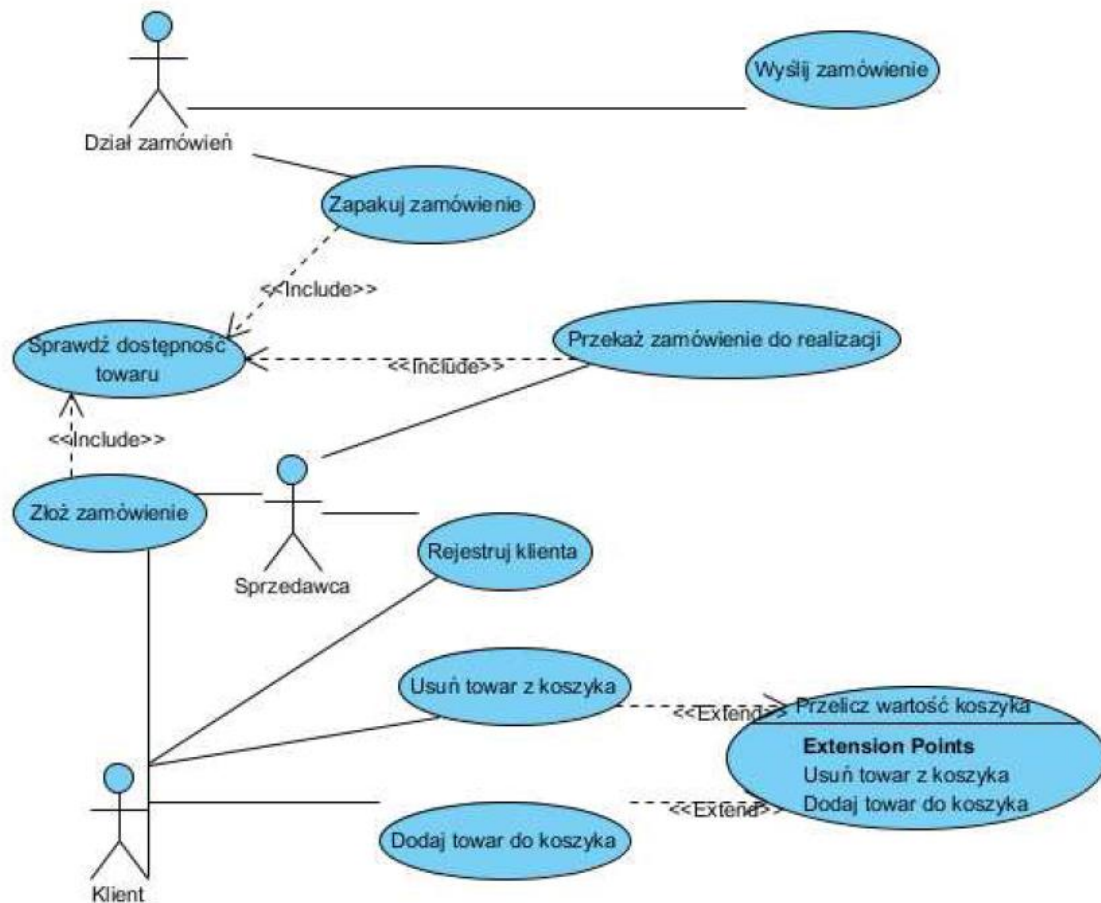 Wyślij zamówienie
Dział zamówień
Zapakuj zamówienie
<<Include>>
Sprawdź dostępność
towaru
Przekaż zamówienie do realizacji
<<Include>>
<<Include>>
Złoż zamówienie
Rejestruj klienta
Sprzedawca
Usuń towar z koszyka
<<Extend>>
Przelicz wartość koszyka
Extension Points
Usuń towar z koszyka
Dodaj towar do koszyka
<<Extend>>
Dodaj towar do koszyka
Klient